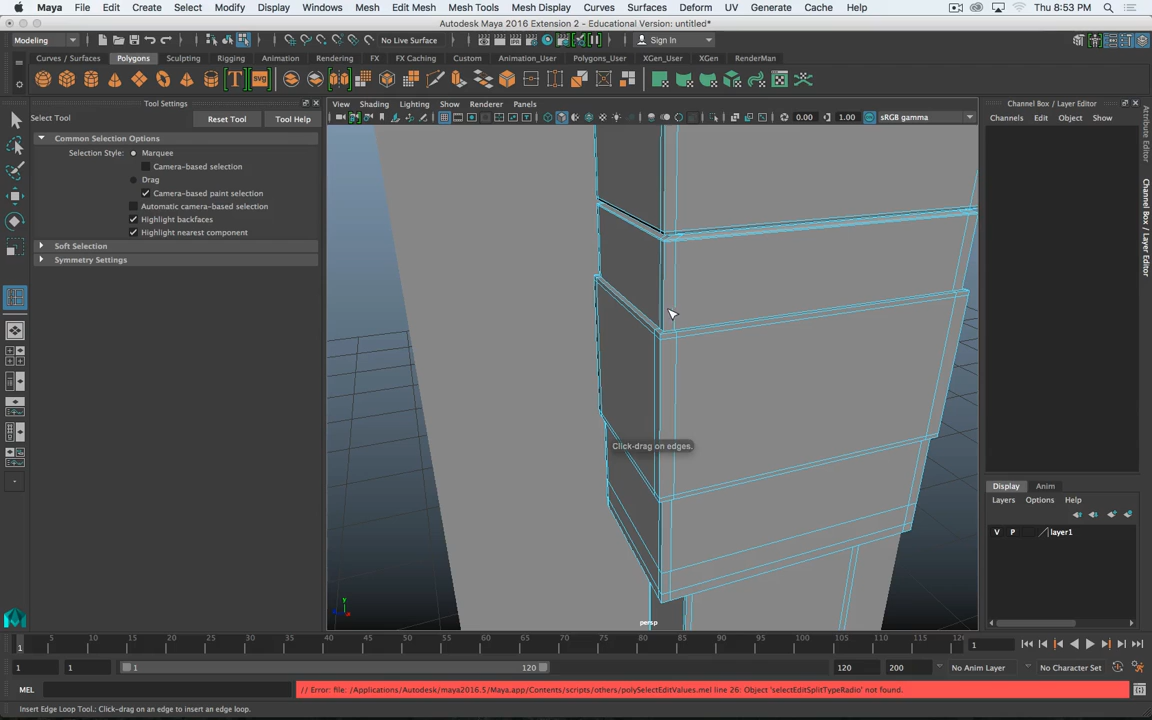 Maya File Edit Create Select Modify Display Windows Mesh Edit Mesh Mesh Tools Mesh Display Curves Surfaces Deform UV Generate Cache Help Thu 8:53 PM
Autodesk Maya 2016 Extension 2 - Educational Version: untitled*
Modeling No Live Surface Sign In
Curves / Surfaces Polygons Sculpting Rigging Animation Rendering FX FX Caching Custom Animation_User Polygons_User XGen_User XGen RenderMan
T svg
Tool Settings
Select Tool Reset Tool Tool Help
Common Selection Options
Selection Style: Marquee
Camera-based selection
Drag
Camera-based paint selection
Automatic camera-based selection
Highlight backfaces
Highlight nearest component
Soft Selection
Symmetry Settings
View Shading Lighting Show Renderer Panels
0.00 1.00 sRGB gamma
Click-drag on edges.
persp
y
Channel Box / Layer Editor
Channels Edit Object Show
Attribute Editor
Channel Box / Layer Editor
Display Anim
Layers Options Help
V P layer1
1 5 10 15 20 25 30 35 40 45 50 55 60 65 70 75 80 85 90 95 100 105 110 115 120 1
1 1 1 120 120 200 No Anim Layer No Character Set
MEL // Error: file: /Applications/Autodesk/maya2016.5/Maya.app/Contents/scripts/others/polySelectEditValues.mel line 26: Object 'selectEditSplitTypeRadio' not found.
Insert Edge Loop Tool: Click-drag on an edge to insert an edge loop.